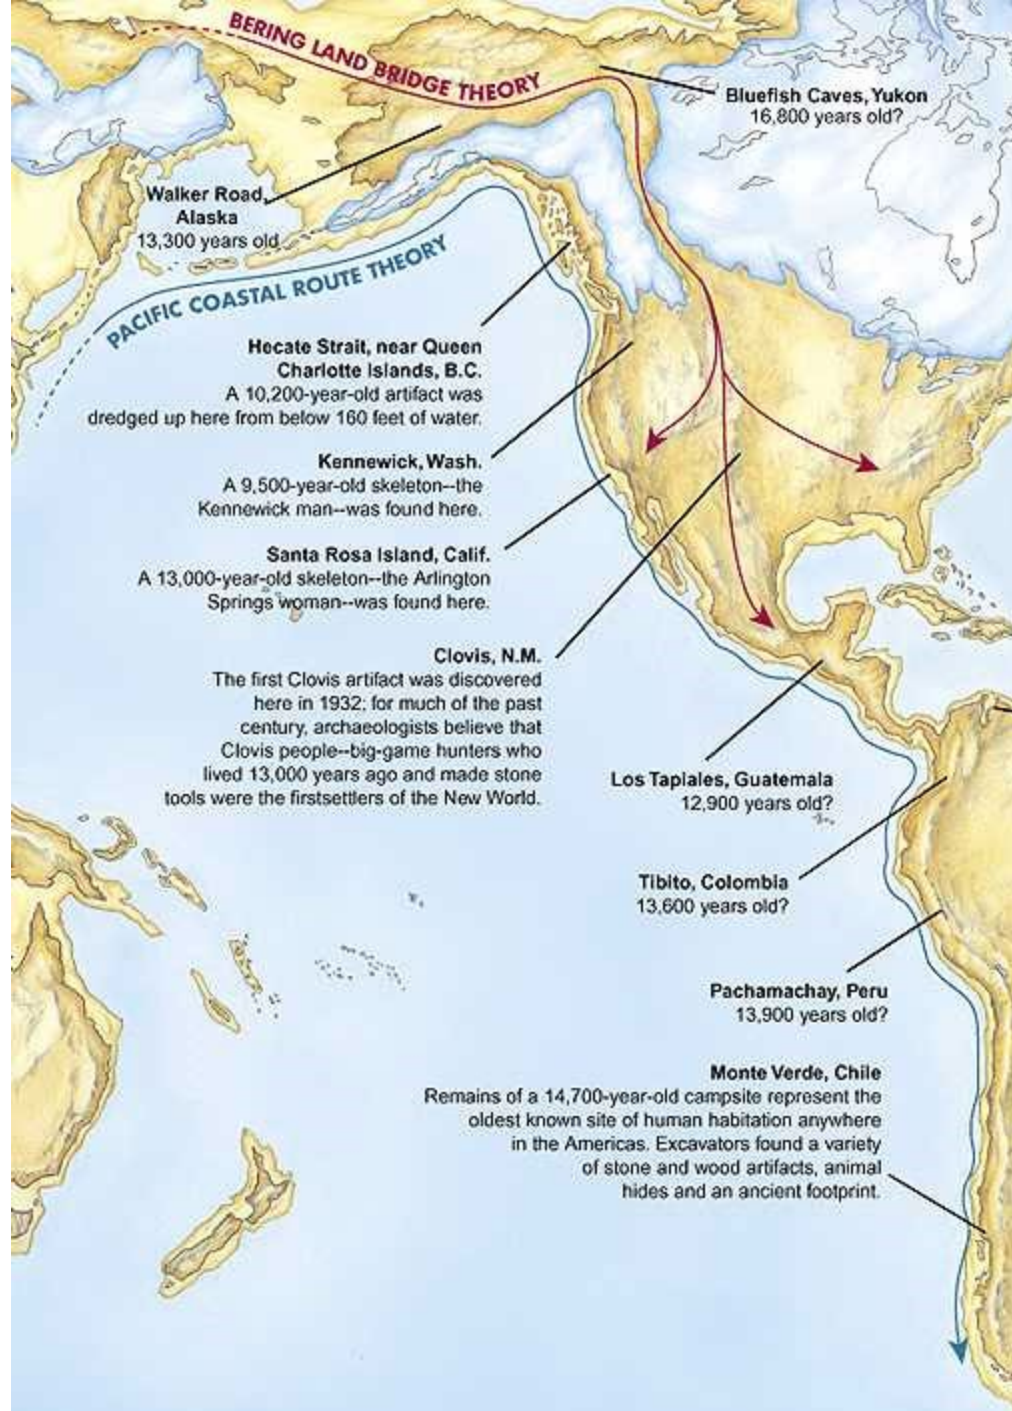 BERING LAND BRIDGE THEORY
Bluefish Caves, Yukon
16,800 years old?
Walker Road,
Alaska
13,300 years old
PACIFIC COASTAL ROUTE THEORY
Hecate Strait, near Queen
Charlotte Islands, B.C.
A 10,200-year-old artifact was
dredged up here from below 160 feet of water.
Kennewick, Wash.
A 9,500-year-old skeleton--the
Kennewick man--was found here.
Santa Rosa Island, Calif.
A 13,000-year-old skeleton--the Arlington
Springs woman--was found here.
Clovis, N.M.
The first Clovis artifact was discovered
here in 1932; for much of the past
century, archaeologists believe that
Clovis people--big-game hunters who
lived 13,000 years ago and made stone
tools were the firstsettlers of the New World.
Los Tapiales, Guatemala
12,900 years old?
Tibito, Colombia
13,600 years old?
Pachamachay, Peru
13,900 years old?
Monte Verde, Chile
Remains of a 14,700-year-old campsite represent the
oldest known site of human habitation anywhere
in the Americas. Excavators found a variety
of stone and wood artifacts, animal
hides and an ancient footprint.